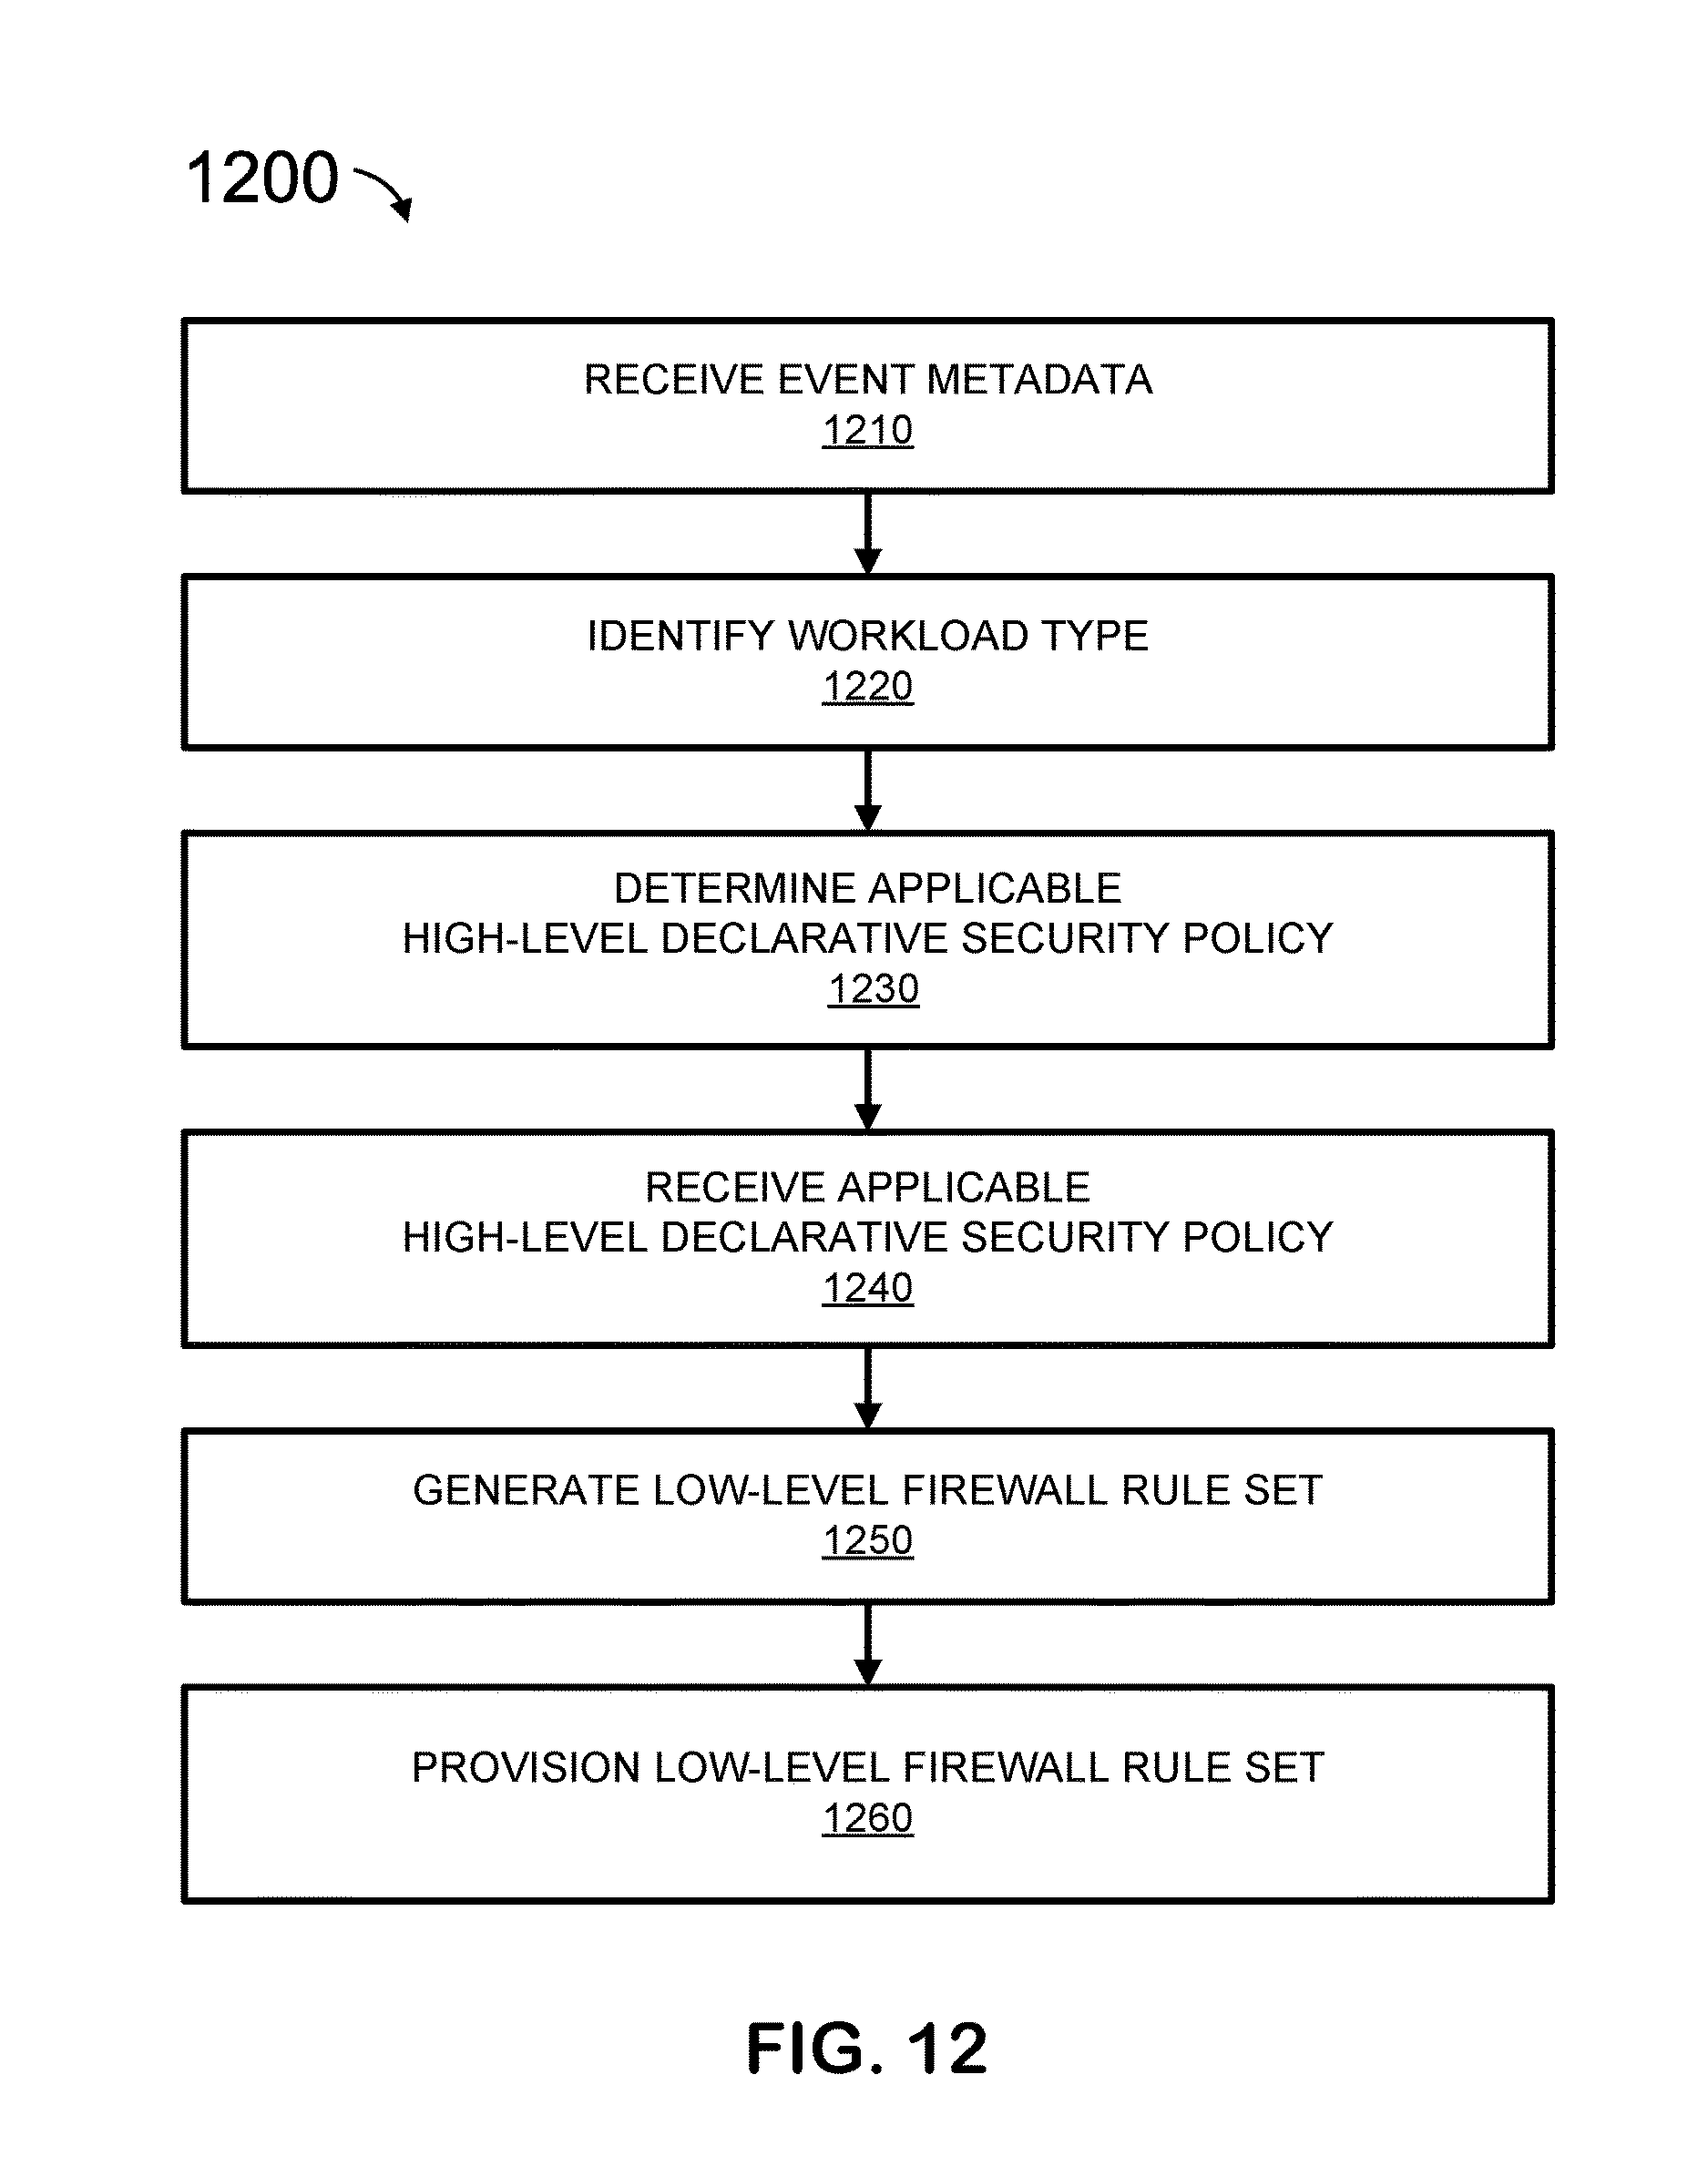 1200
RECEIVE EVENT METADATA
1210
IDENTIFY WORKLOAD TYPE
1220
DETERMINE APPLICABLE
HIGH-LEVEL DECLARATIVE SECURITY POLICY
1230
RECEIVE APPLICABLE
HIGH-LEVEL DECLARATIVE SECURITY POLICY
1240
GENERATE LOW-LEVEL FIREWALL RULE SET
1250
PROVISION LOW-LEVEL FIREWALL RULE SET
1260
FIG. 12